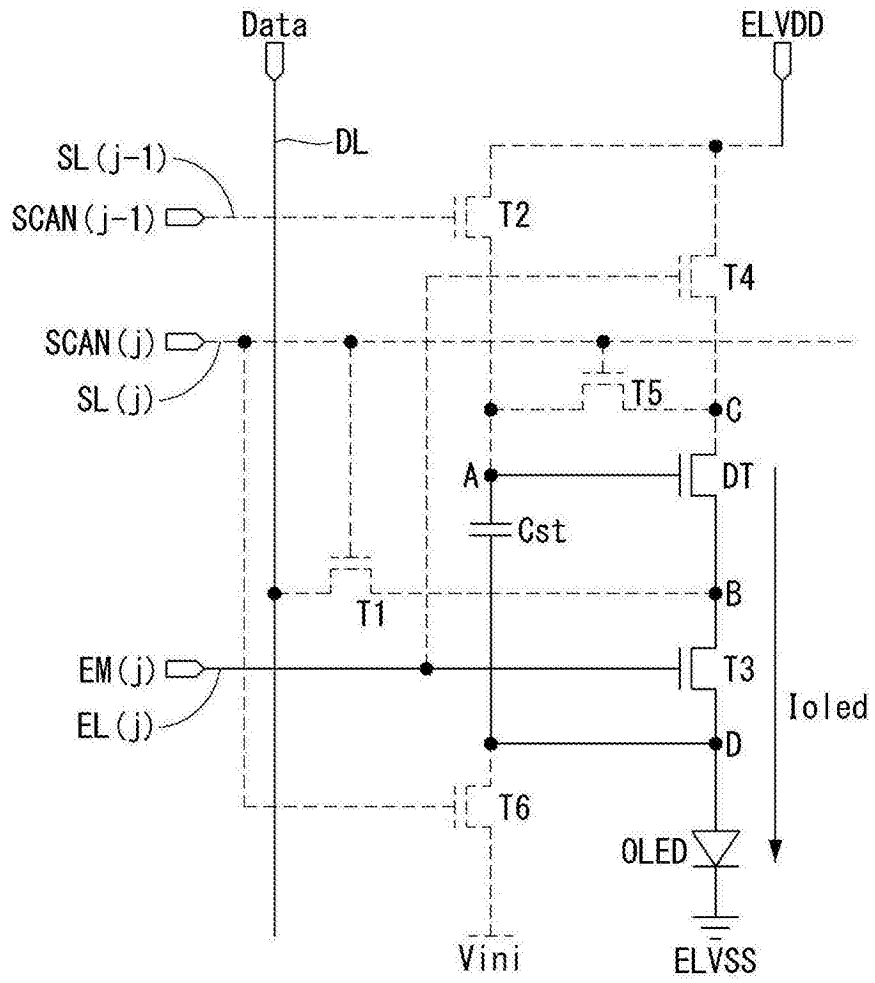 Data
ELVDD
DL
SL(j-1)
SCAN(j-1)
T2
T4
SCAN(j)
SL(j)
T5
C
A
DT
Cst
T1
B
EM(j)
T3
EL(j)
Ioled
D
T6
OLED
Vini
ELVSS